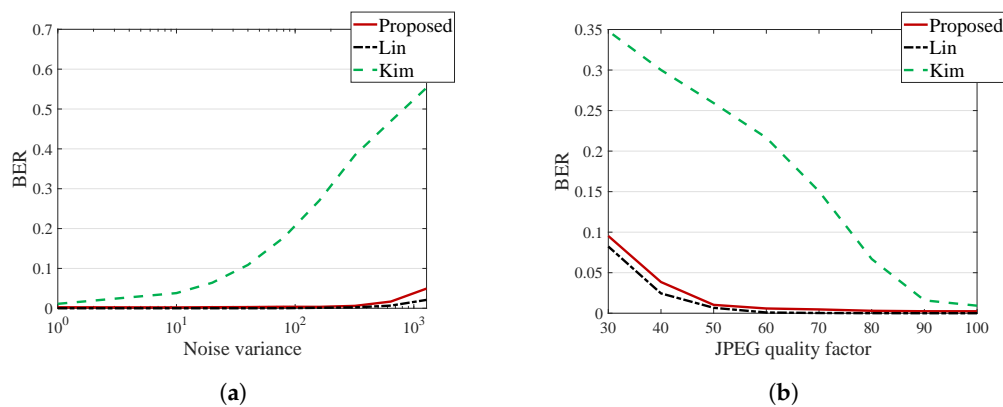 0.7
0.6
0.5
0.4
0.3
0.2
0.1
0
BER
10^0
10^1
10^2
10^3
Noise variance
Proposed
Lin
Kim
(a)
0.35
0.3
0.25
0.2
0.15
0.1
0.05
0
BER
30 40 50 60 70 80 90 100
JPEG quality factor
Proposed
Lin
Kim
(b)